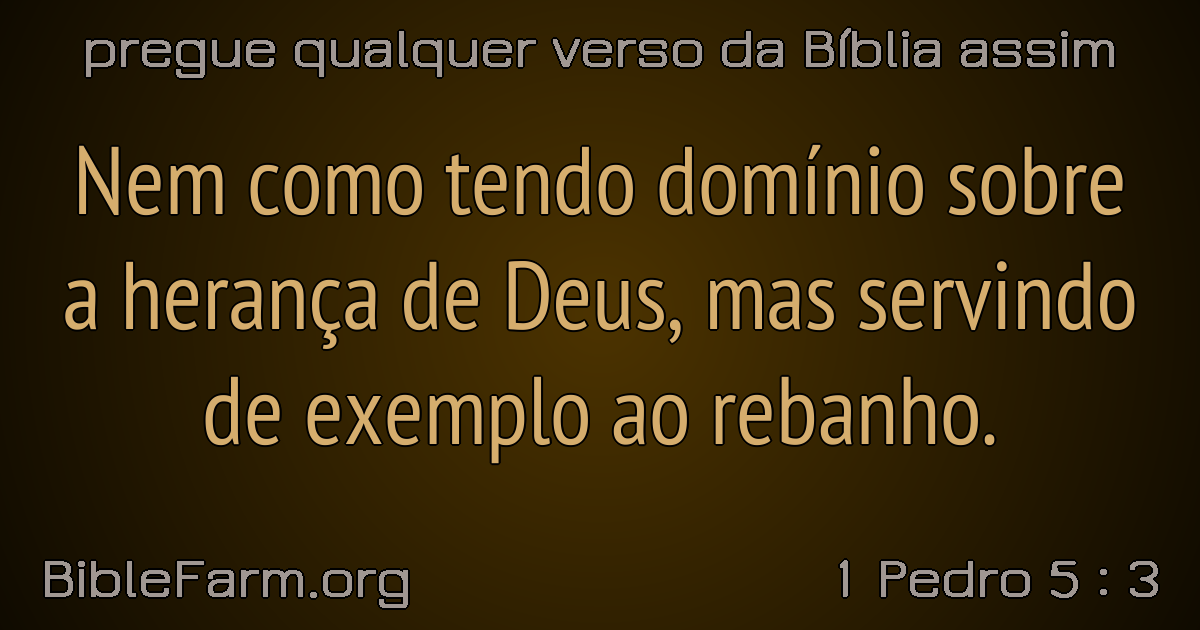 pregue qualquer verso da Bíblia assim
Nem como tendo domínio sobre
a herança de Deus, mas servindo
de exemplo ao rebanho.
BibleFarm.org
1 Pedro 5 : 3